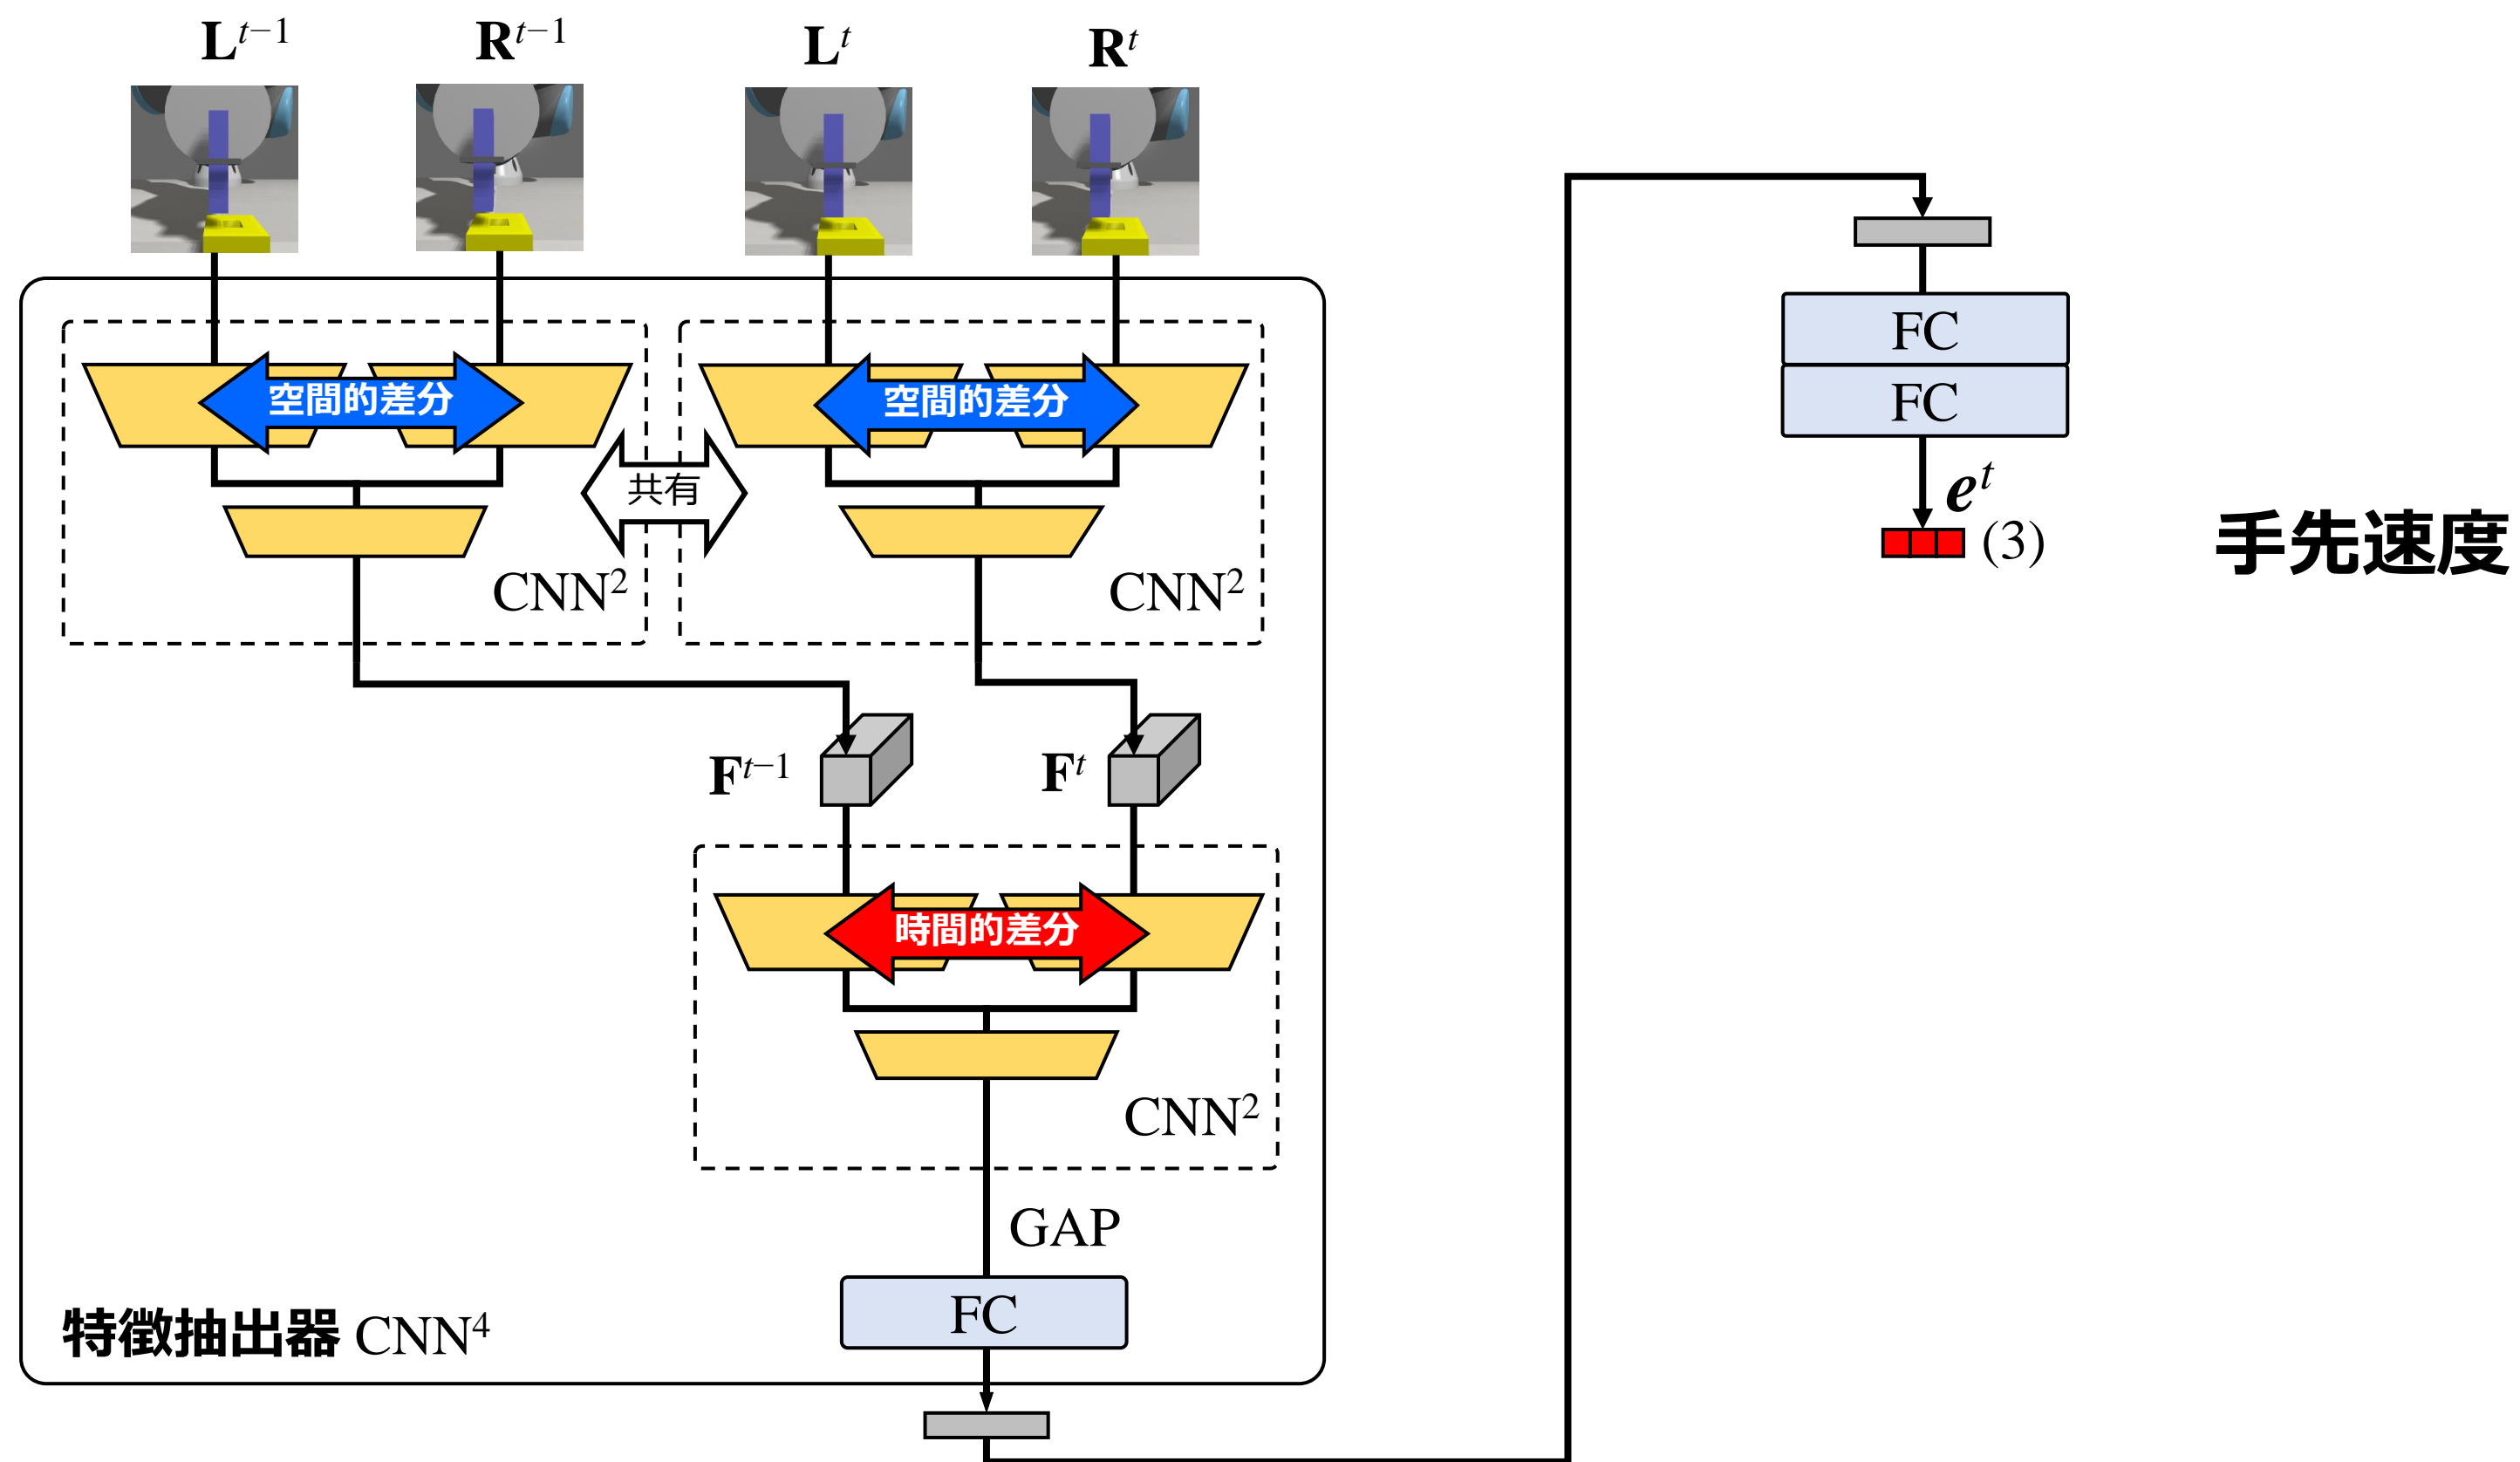 L^{t−1}
R^{t−1}
L^t
R^t
空間的差分
空間的差分
共有
CNN²
CNN²
F^{t−1}
F^t
時間的差分
CNN²
GAP
FC
特徴抽出器 CNN⁴
FC
FC
e^t
(3)
手先速度